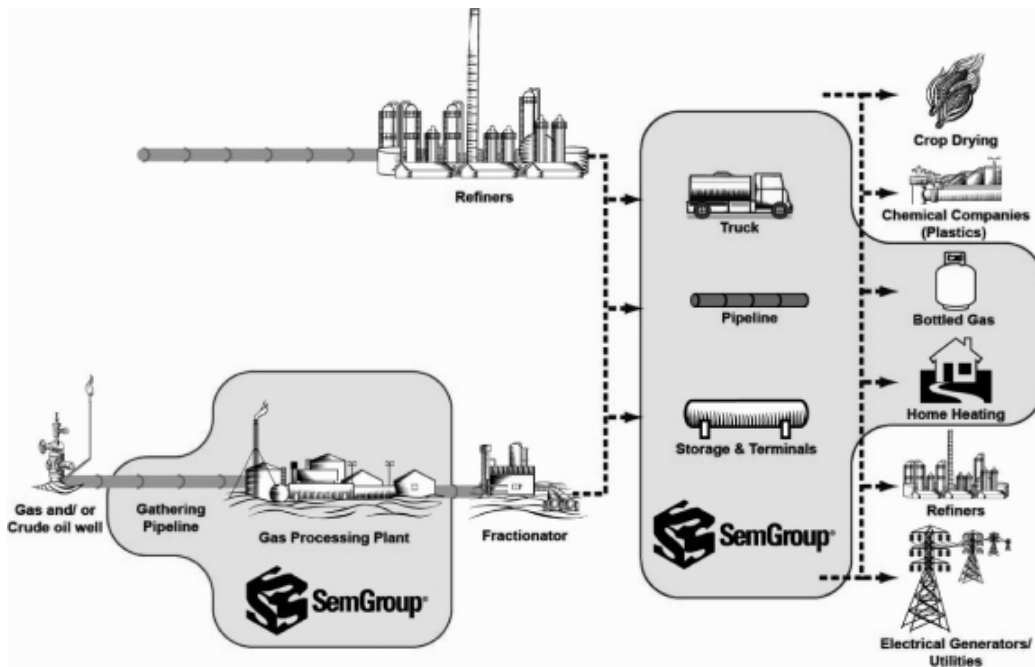 Refiners
Gas and/ or
Crude oil well
Gathering
Pipeline
Gas Processing Plant
Fractionator
SemGroup®
Truck
Pipeline
Storage & Terminals
SemGroup®
Crop Drying
Chemical Companies
(Plastics)
Bottled Gas
Home Heating
Refiners
Electrical Generators/
Utilities